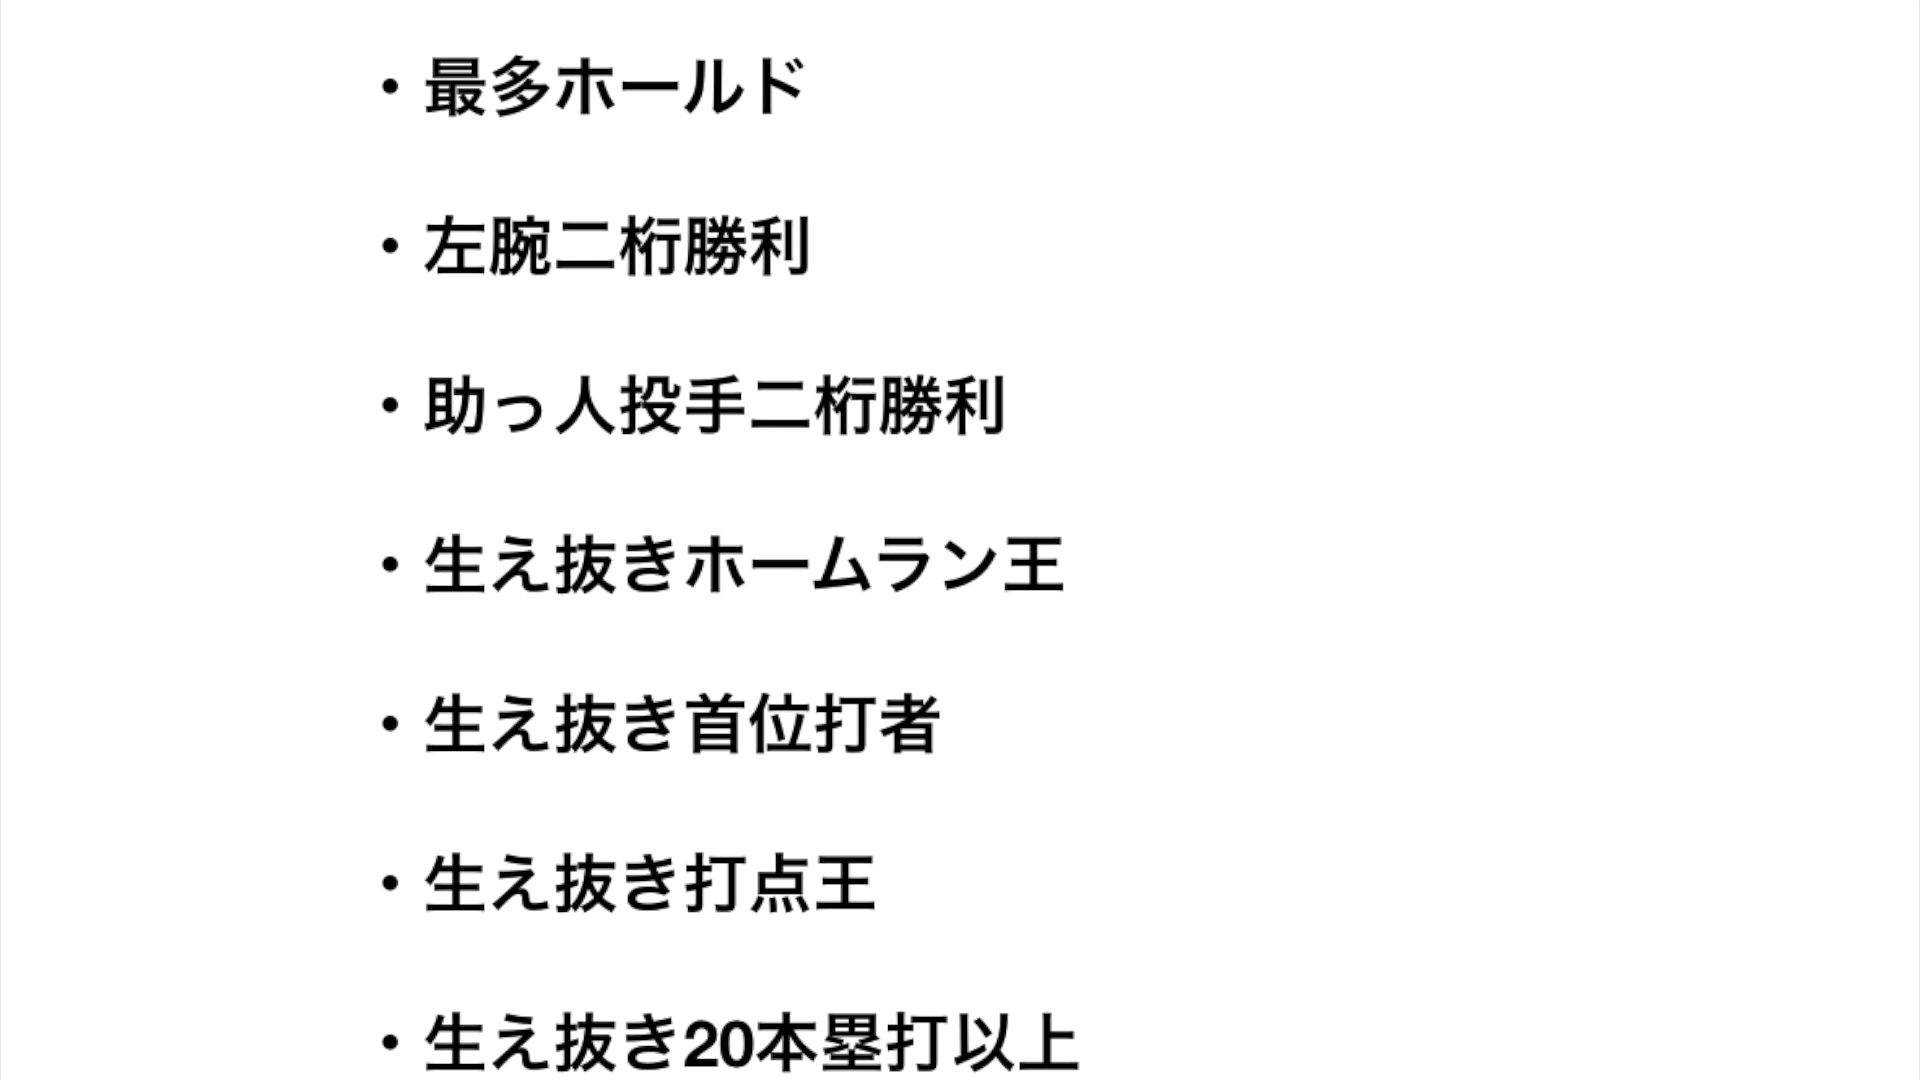 ・最多ホールド
・左腕二桁勝利
・助っ人投手二桁勝利
・生え抜きホームラン王
・生え抜き首位打者
・生え抜き打点王
・生え抜き20本塁打以上